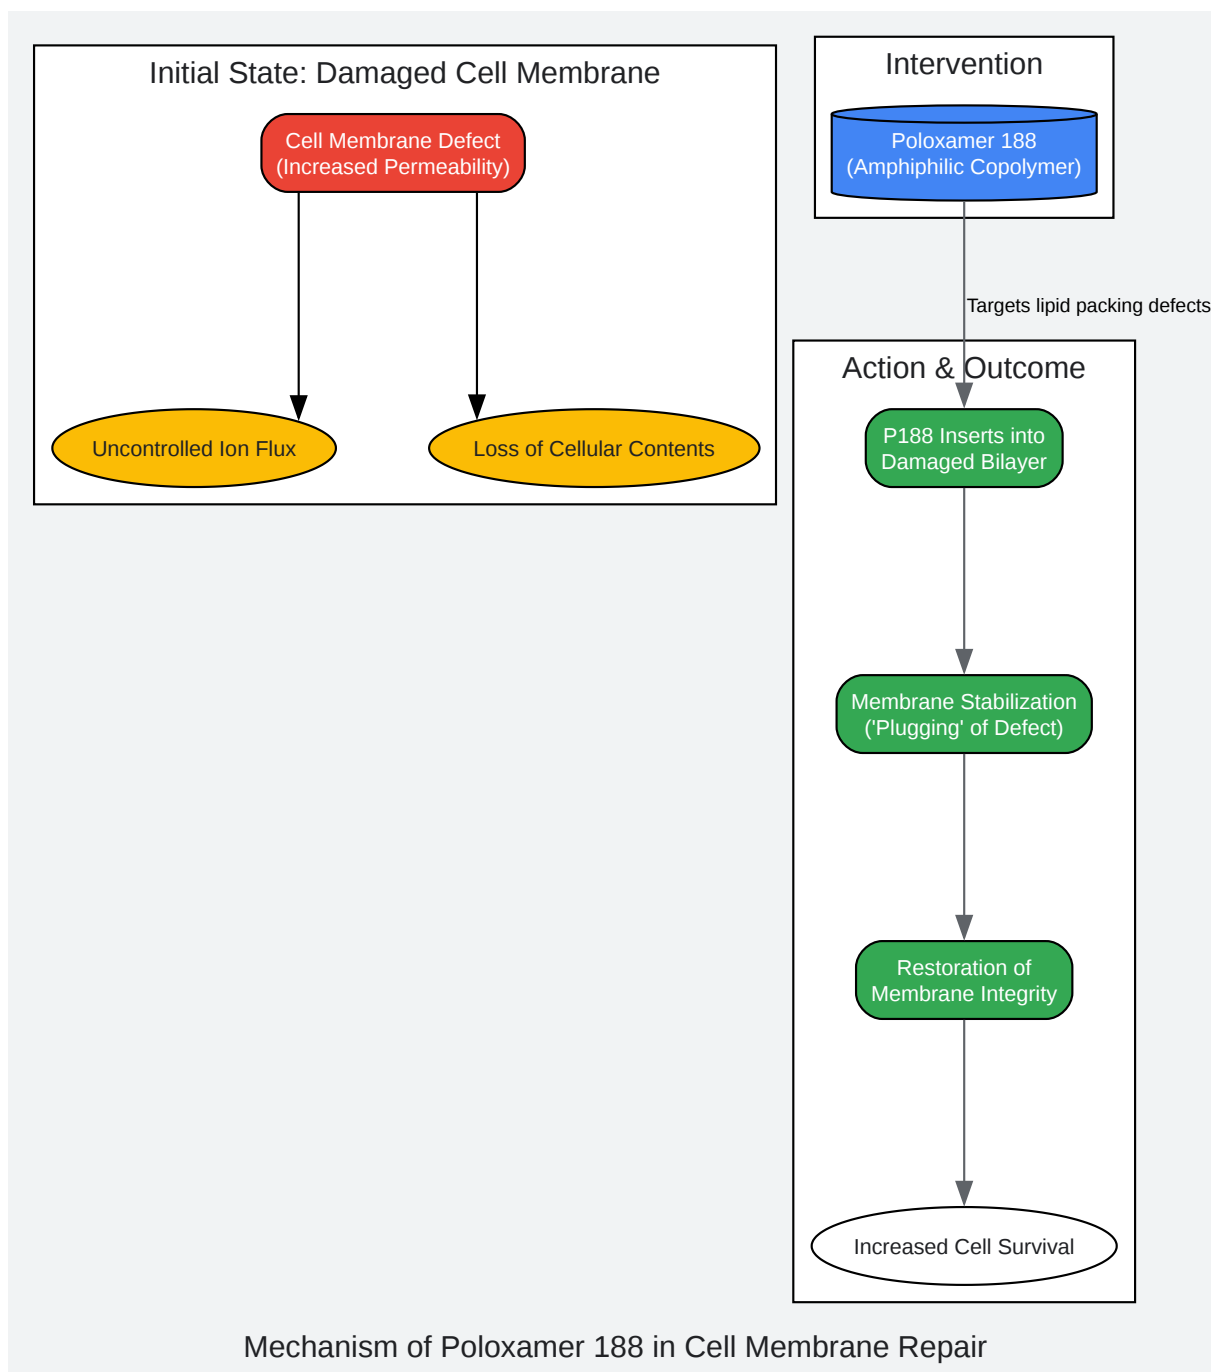 Initial State: Damaged Cell Membrane
Cell Membrane Defect
(Increased Permeability)
Uncontrolled Ion Flux
Loss of Cellular Contents
Intervention
Poloxamer 188
(Amphiphilic Copolymer)
Targets lipid packing defects
Action & Outcome
P188 Inserts into
Damaged Bilayer
Membrane Stabilization
('Plugging' of Defect)
Restoration of
Membrane Integrity
Increased Cell Survival
Mechanism of Poloxamer 188 in Cell Membrane Repair